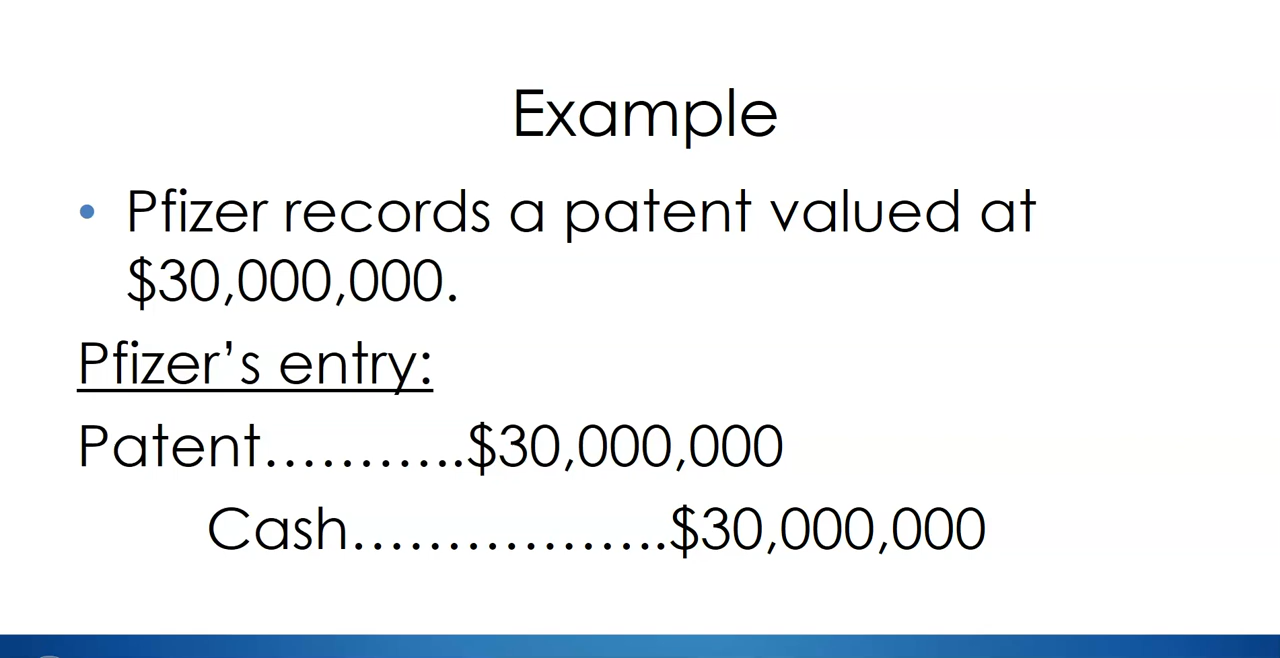 Example
• Pfizer records a patent valued at
$30,000,000.
Pfizer’s entry:
Patent………..$30,000,000
Cash……………..$30,000,000